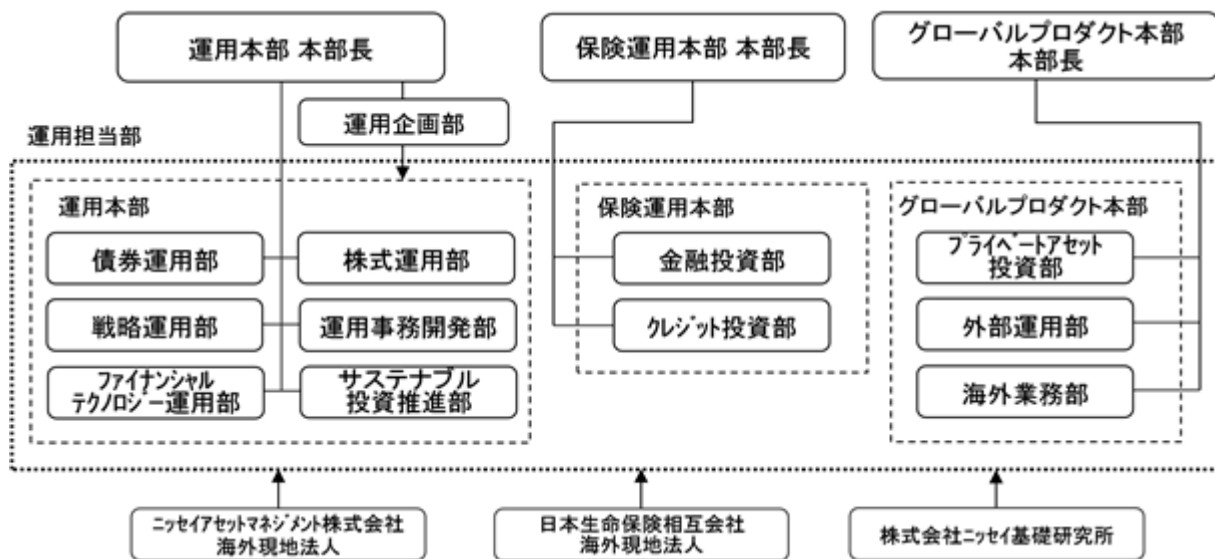 運用本部 本部長
保険運用本部 本部長
グローバルプロダクト本部
本部長
運用企画部
運用担当部
運用本部
債券運用部
株式運用部
戦略運用部
運用事務開発部
ファイナンシャル
テクノロジー運用部
サステナブル
投資推進部
保険運用本部
金融投資部
クレジット投資部
グローバルプロダクト本部
プライベートアセット
投資部
外部運用部
海外業務部
ニッセイアセットマネジメント株式会社
海外現地法人
日本生命保険相互会社
海外現地法人
株式会社ニッセイ基礎研究所